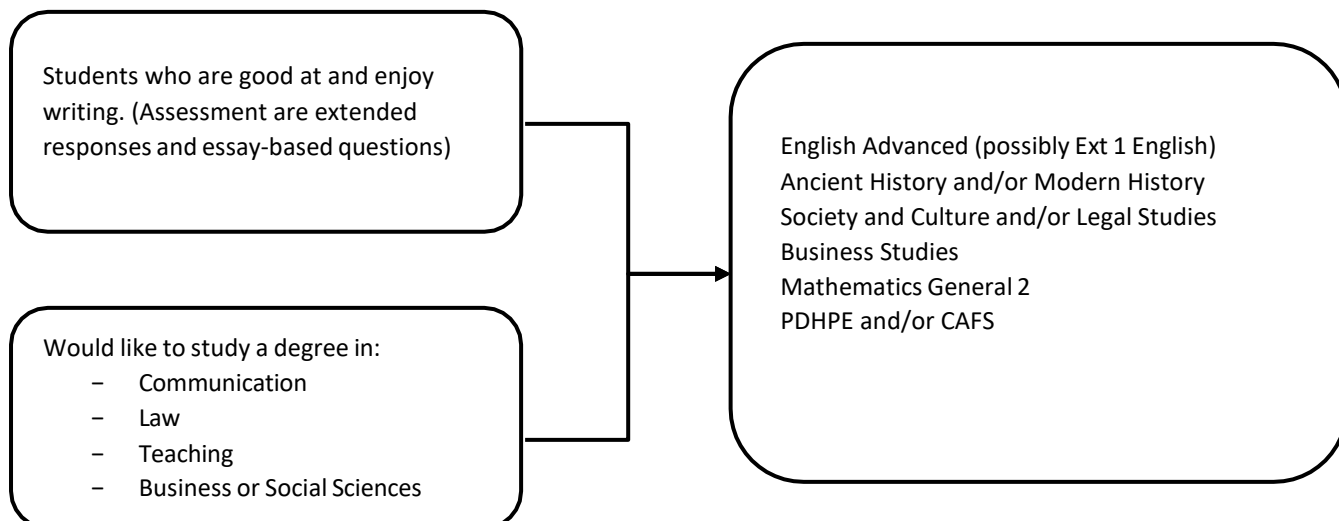 Students who are good at and enjoy
writing. (Assessment are extended
responses and essay-based questions)
Would like to study a degree in:
− Communication
− Law
− Teaching
− Business or Social Sciences
English Advanced (possibly Ext 1 English)
Ancient History and/or Modern History
Society and Culture and/or Legal Studies
Business Studies
Mathematics General 2
PDHPE and/or CAFS